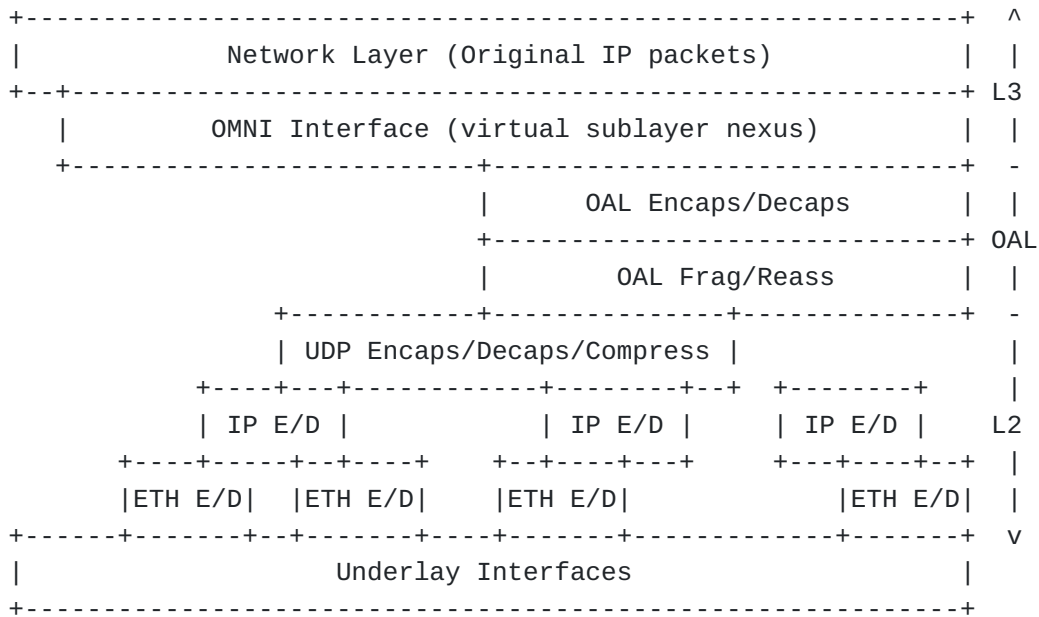 +------------------------------------------------------------+  ^
|             Network Layer (Original IP packets)            |  |
+--+---------------------------------------------------------+ L3
   |         OMNI Interface (virtual sublayer nexus)         |  |
   +--------------------------+------------------------------+  -
                              |      OAL Encaps/Decaps       |  |
                              +------------------------------+ OAL
                              |        OAL Frag/Reass        |  |
                 +------------+---------------+--------------+  -
                 | UDP Encaps/Decaps/Compress |                 |
            +----+---+------------+--------+--+  +--------+     |
            | IP E/D |            | IP E/D |     | IP E/D |    L2
       +----+-----+--+----+    +--+----+---+     +---+----+--+  |
       |ETH E/D|  |ETH E/D|    |ETH E/D|             |ETH E/D|  |
+------+-------+--+-------+----+-------+-------------+-------+  v
|                    Underlay Interfaces                     |
+------------------------------------------------------------+